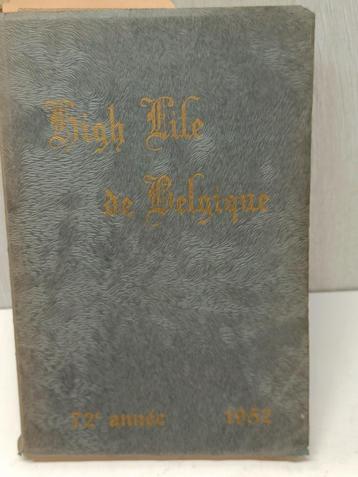 High Life
de Belgique
72e année 1952